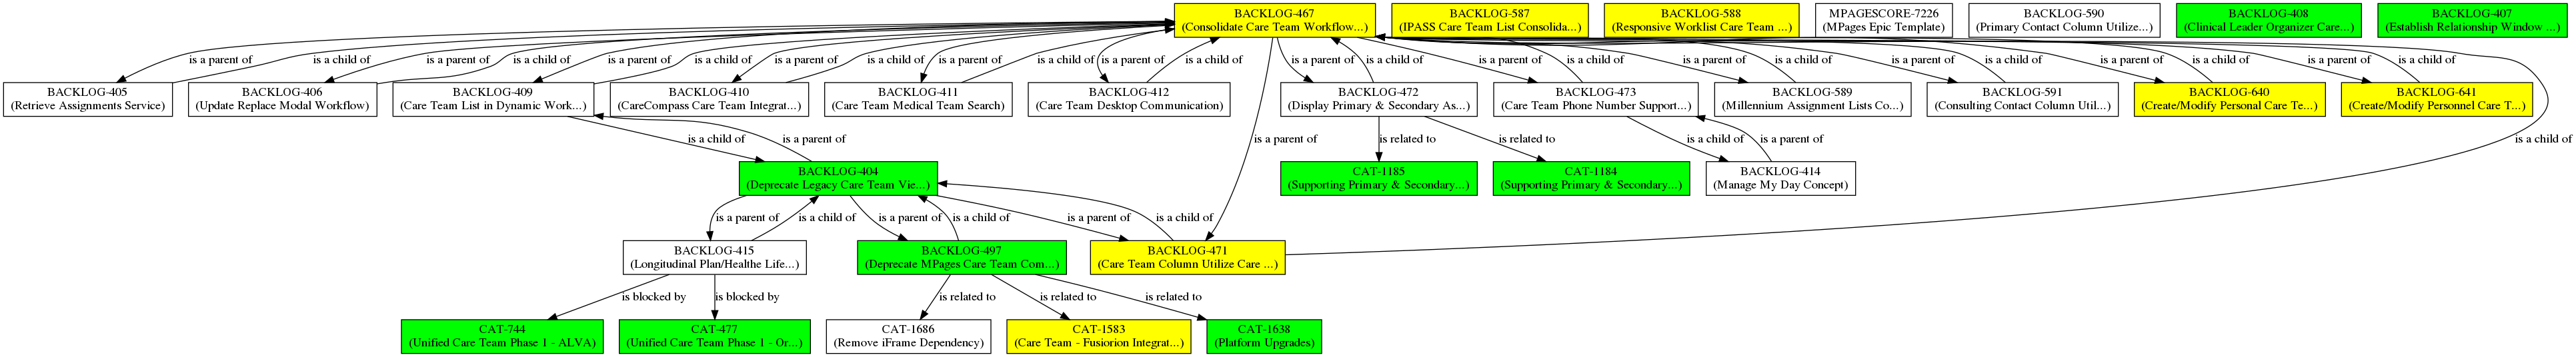 BACKLOG-467
(Consolidate Care Team Workflow...)
BACKLOG-587
(IPASS Care Team List Consolida...)
BACKLOG-588
(Responsive Worklist Care Team ...)
MPAGESCORE-7226
(MPages Epic Template)
BACKLOG-590
(Primary Contact Column Utilize...)
BACKLOG-408
(Clinical Leader Organizer Care...)
BACKLOG-407
(Establish Relationship Window ...)
is a parent of
is a child of
is a parent of
is a child of
is a parent of
is a child of
is a parent of
is a child of
is a parent of
is a child of
is a parent of
is a child of
is a parent of
is a child of
is a parent of
is a child of
is a parent of
is a child of
is a parent of
is a child of
is a parent of
is a child of
is a parent of
is a child of
BACKLOG-405
(Retrieve Assignments Service)
BACKLOG-406
(Update Replace Modal Workflow)
BACKLOG-409
(Care Team List in Dynamic Work...)
BACKLOG-410
(CareCompass Care Team Integrat...)
BACKLOG-411
(Care Team Medical Team Search)
BACKLOG-412
(Care Team Desktop Communication)
BACKLOG-472
(Display Primary & Secondary As...)
BACKLOG-473
(Care Team Phone Number Support...)
BACKLOG-589
(Millennium Assignment Lists Co...)
BACKLOG-591
(Consulting Contact Column Util...)
BACKLOG-640
(Create/Modify Personal Care Te...)
BACKLOG-641
(Create/Modify Personnel Care T...)
is a child of
is a parent of
is a parent of
is related to
is related to
is a child of
is a parent of
is a child of
BACKLOG-404
(Deprecate Legacy Care Team Vie...)
CAT-1185
(Supporting Primary & Secondary...)
CAT-1184
(Supporting Primary & Secondary...)
BACKLOG-414
(Manage My Day Concept)
is a parent of
is a child of
is a parent of
is a child of
is a parent of
is a child of
BACKLOG-415
(Longitudinal Plan/Healthe Life...)
BACKLOG-497
(Deprecate MPages Care Team Com...)
BACKLOG-471
(Care Team Column Utilize Care ...)
is blocked by
is blocked by
is related to
is related to
is related to
CAT-744
(Unified Care Team Phase 1 - ALVA)
CAT-477
(Unified Care Team Phase 1 - Or...)
CAT-1686
(Remove iFrame Dependency)
CAT-1583
(Care Team - Fusiorion Integrat...)
CAT-1638
(Platform Upgrades)